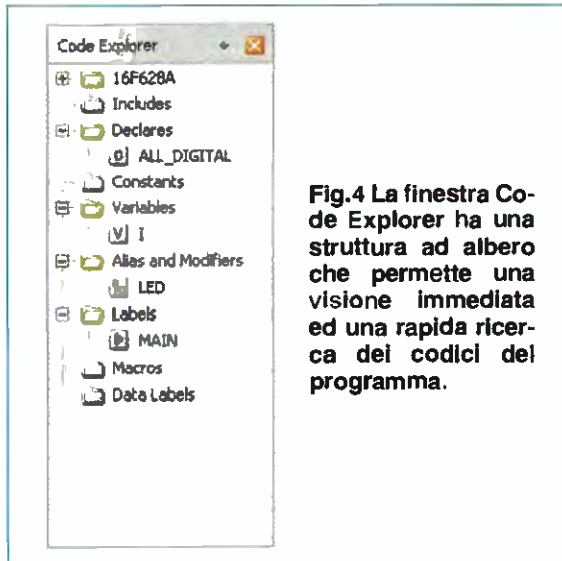 Code Explorer
16F628A
Includes
Declares
ALL_DIGITAL
Constants
Variables
I
Alias and Modifiers
LED
Labels
MAIN
Macros
Data Labels
Fig.4 La finestra Co-
de Explorer ha una
struttura ad albero
che permette una
visione immediata
ed una rapida ricer-
ca dei codici del
programma.